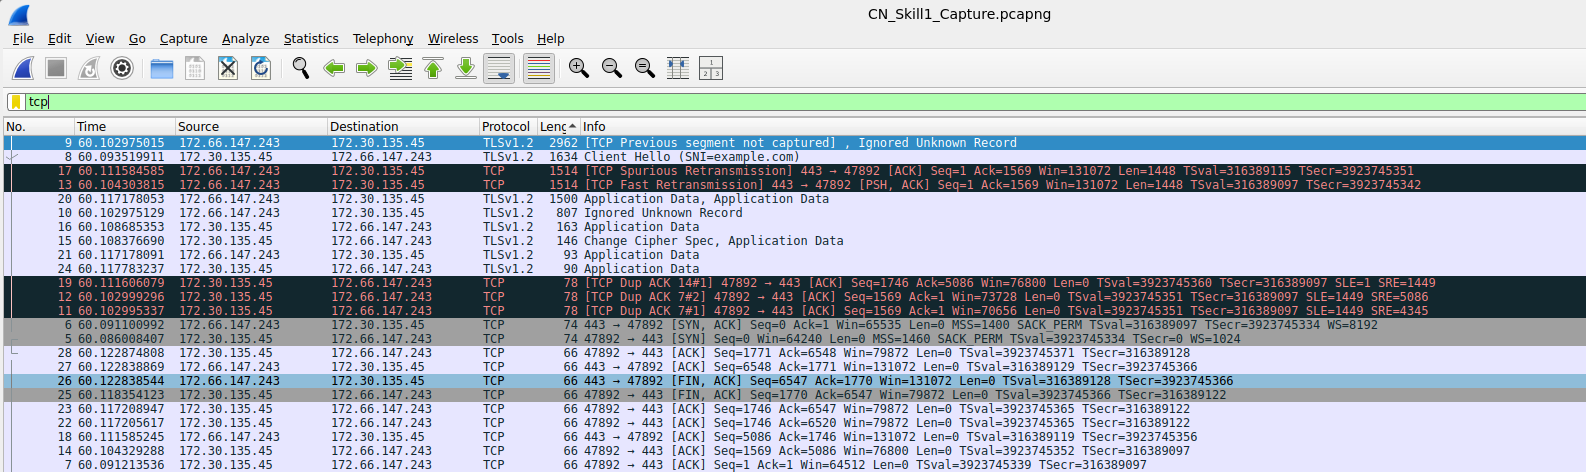 CN_Skill1_Capture.pcapng
File Edit View Go Capture Analyze Statistics Telephony Wireless Tools Help
tcp
No. Time Source Destination Protocol Leng Info
9 60.102975015 172.66.147.243 172.30.135.45 TLSv1.2 2962 [TCP Previous segment not captured] , Ignored Unknown Record
8 60.093519911 172.30.135.45 172.66.147.243 TLSv1.2 1634 Client Hello (SNI=example.com)
17 60.111584585 172.66.147.243 172.30.135.45 TCP 1514 [TCP Spurious Retransmission] 443 → 47892 [ACK] Seq=1 Ack=1569 Win=131072 Len=1448 TSval=316389115 TSecr=3923745351
13 60.104303815 172.66.147.243 172.30.135.45 TCP 1514 [TCP Fast Retransmission] 443 → 47892 [PSH, ACK] Seq=1 Ack=1569 Win=131072 Len=1448 TSval=316389097 TSecr=3923745342
20 60.117178053 172.66.147.243 172.30.135.45 TLSv1.2 1500 Application Data, Application Data
10 60.102975129 172.66.147.243 172.30.135.45 TLSv1.2 807 Ignored Unknown Record
16 60.108685353 172.30.135.45 172.66.147.243 TLSv1.2 163 Application Data
15 60.108376690 172.30.135.45 172.66.147.243 TLSv1.2 146 Change Cipher Spec, Application Data
21 60.117178091 172.66.147.243 172.30.135.45 TLSv1.2 93 Application Data
24 60.117783237 172.30.135.45 172.66.147.243 TLSv1.2 90 Application Data
19 60.111606079 172.30.135.45 172.66.147.243 TCP 78 [TCP Dup ACK 14#1] 47892 → 443 [ACK] Seq=1746 Ack=5086 Win=76800 Len=0 TSval=3923745360 TSecr=316389097 SLE=1 SRE=1449
12 60.102999296 172.30.135.45 172.66.147.243 TCP 78 [TCP Dup ACK 7#2] 47892 → 443 [ACK] Seq=1569 Ack=1 Win=73728 Len=0 TSval=3923745351 TSecr=316389097 SLE=1449 SRE=5086
11 60.102995337 172.30.135.45 172.66.147.243 TCP 78 [TCP Dup ACK 7#1] 47892 → 443 [ACK] Seq=1569 Ack=1 Win=70656 Len=0 TSval=3923745351 TSecr=316389097 SLE=1449 SRE=4345
6 60.091100992 172.66.147.243 172.30.135.45 TCP 74 443 → 47892 [SYN, ACK] Seq=0 Ack=1 Win=65535 Len=0 MSS=1400 SACK_PERM TSval=316389097 TSecr=3923745334 WS=8192
5 60.086008407 172.30.135.45 172.66.147.243 TCP 74 47892 → 443 [SYN] Seq=0 Win=64240 Len=0 MSS=1460 SACK_PERM TSval=3923745334 TSecr=0 WS=1024
28 60.122874808 172.30.135.45 172.66.147.243 TCP 66 47892 → 443 [ACK] Seq=1771 Ack=6548 Win=79872 Len=0 TSval=3923745371 TSecr=316389128
27 60.122838869 172.66.147.243 172.30.135.45 TCP 66 443 → 47892 [ACK] Seq=6548 Ack=1771 Win=131072 Len=0 TSval=316389129 TSecr=3923745366
26 60.122838544 172.66.147.243 172.30.135.45 TCP 66 443 → 47892 [FIN, ACK] Seq=6547 Ack=1770 Win=131072 Len=0 TSval=316389128 TSecr=3923745366
25 60.118354123 172.30.135.45 172.66.147.243 TCP 66 47892 → 443 [FIN, ACK] Seq=1770 Ack=6547 Win=79872 Len=0 TSval=3923745366 TSecr=316389122
23 60.117208947 172.30.135.45 172.66.147.243 TCP 66 47892 → 443 [ACK] Seq=1746 Ack=6547 Win=79872 Len=0 TSval=3923745365 TSecr=316389122
22 60.117205617 172.30.135.45 172.66.147.243 TCP 66 47892 → 443 [ACK] Seq=1746 Ack=6520 Win=79872 Len=0 TSval=3923745365 TSecr=316389122
18 60.111585245 172.66.147.243 172.30.135.45 TCP 66 443 → 47892 [ACK] Seq=5086 Ack=1746 Win=131072 Len=0 TSval=316389119 TSecr=3923745356
14 60.104329288 172.30.135.45 172.66.147.243 TCP 66 47892 → 443 [ACK] Seq=1569 Ack=5086 Win=76800 Len=0 TSval=3923745352 TSecr=316389097
7 60.091213536 172.30.135.45 172.66.147.243 TCP 66 47892 → 443 [ACK] Seq=1 Ack=1 Win=64512 Len=0 TSval=3923745339 TSecr=316389097